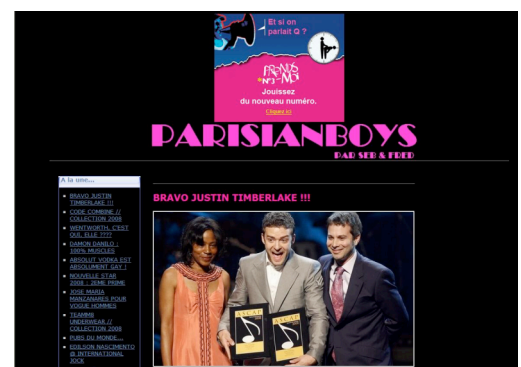 Et si on
parlait Q ?
PRENDS-
MOI
N°3
Jouissez
du nouveau numéro.
Cliquez ici
PARISIANBOYS
PAR SEB & FRED
A la une...
BRAVO JUSTIN
TIMBERLAKE !!!
CODE COMBINE //
COLLECTION 2008
WENTWORTH, C'EST
QUI, ELLE ????
DAMON DANILO :
100% MUSCLES
ABSOLUT VODKA EST
ABSOLUMENT GAY !
NOUVELLE STAR
2008 : 2EME PRIME
JOSE MARIA
MANZANARES POUR
VOGUE HOMMES
TEAMM8
UNDERWEAR //
COLLECTION 2008
PUBS DU MONDE...
EDILSON NASCIMENTO
@ INTERNATIONAL
JOCK
BRAVO JUSTIN TIMBERLAKE !!!
ASCAP
ASCAP